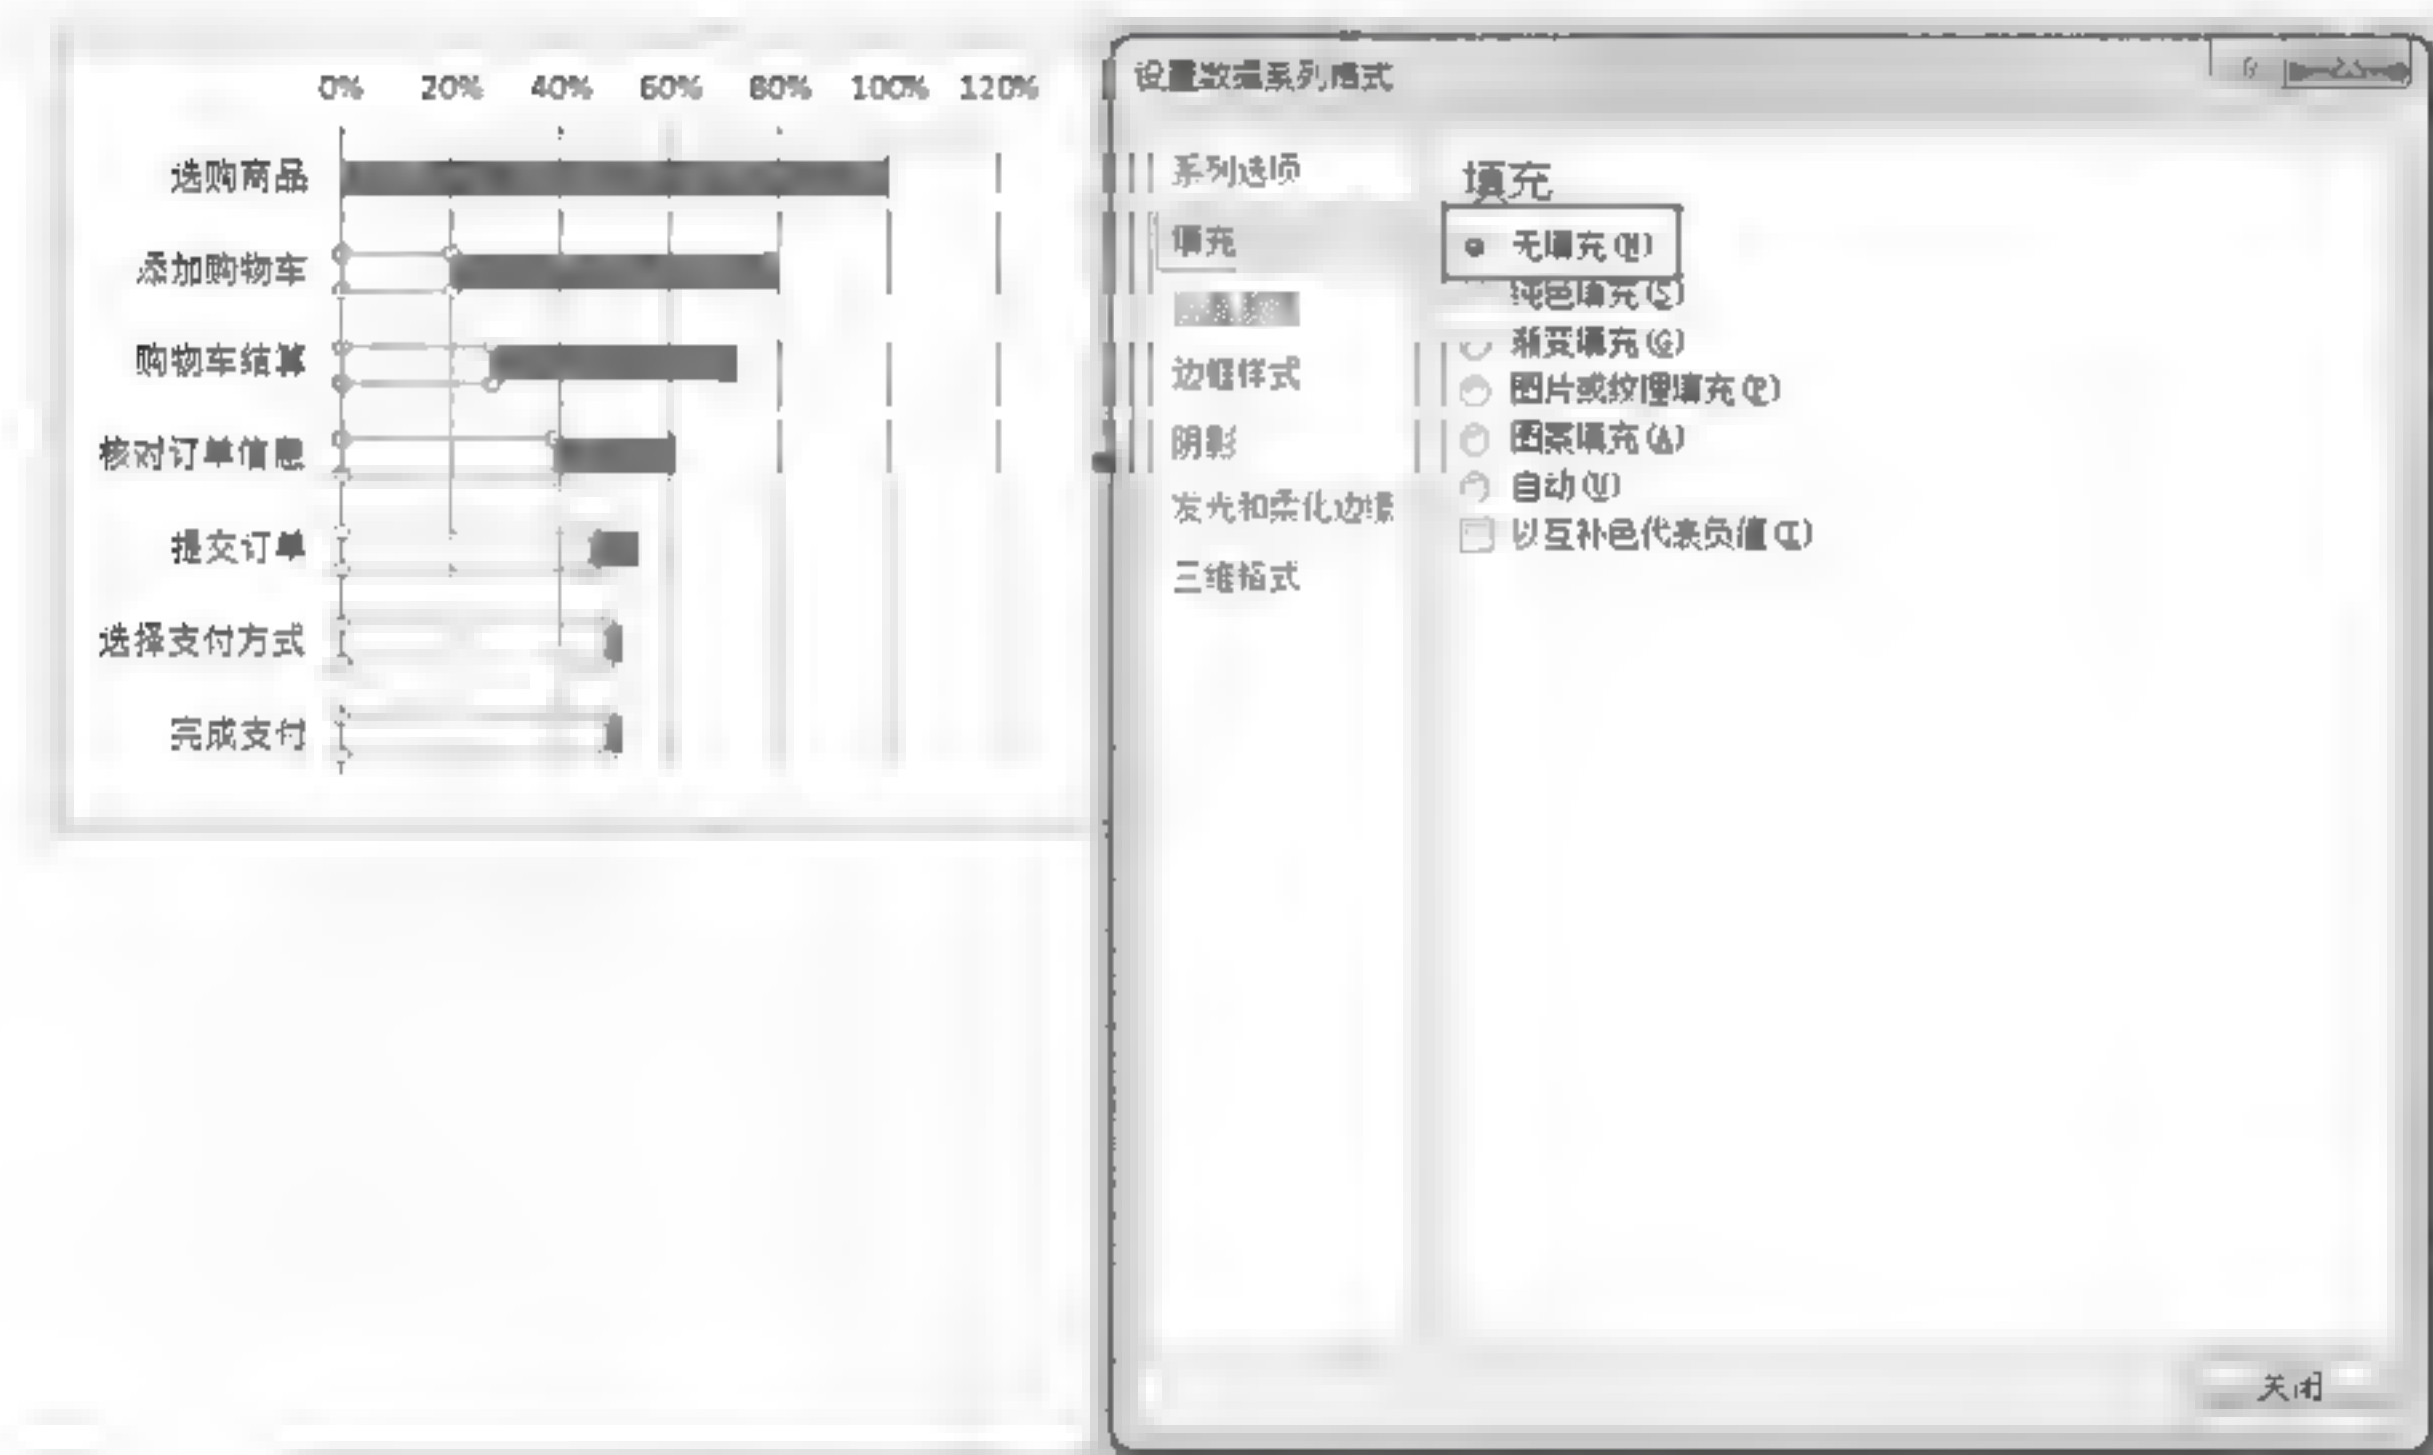 0% 20% 40% 60% 80% 100% 120%
选购商品
添加购物车
购物车结算
核对订单信息
提交订单
选择支付方式
完成支付
设置数据系列格式
系列选项
填充
边框样式
阴影
发光和柔化边缘
三维格式
填充
无填充(N)
纯色填充(S)
渐变填充(G)
图片或纹理填充(P)
图案填充(A)
自动(U)
以互补色代表负值(I)
关闭